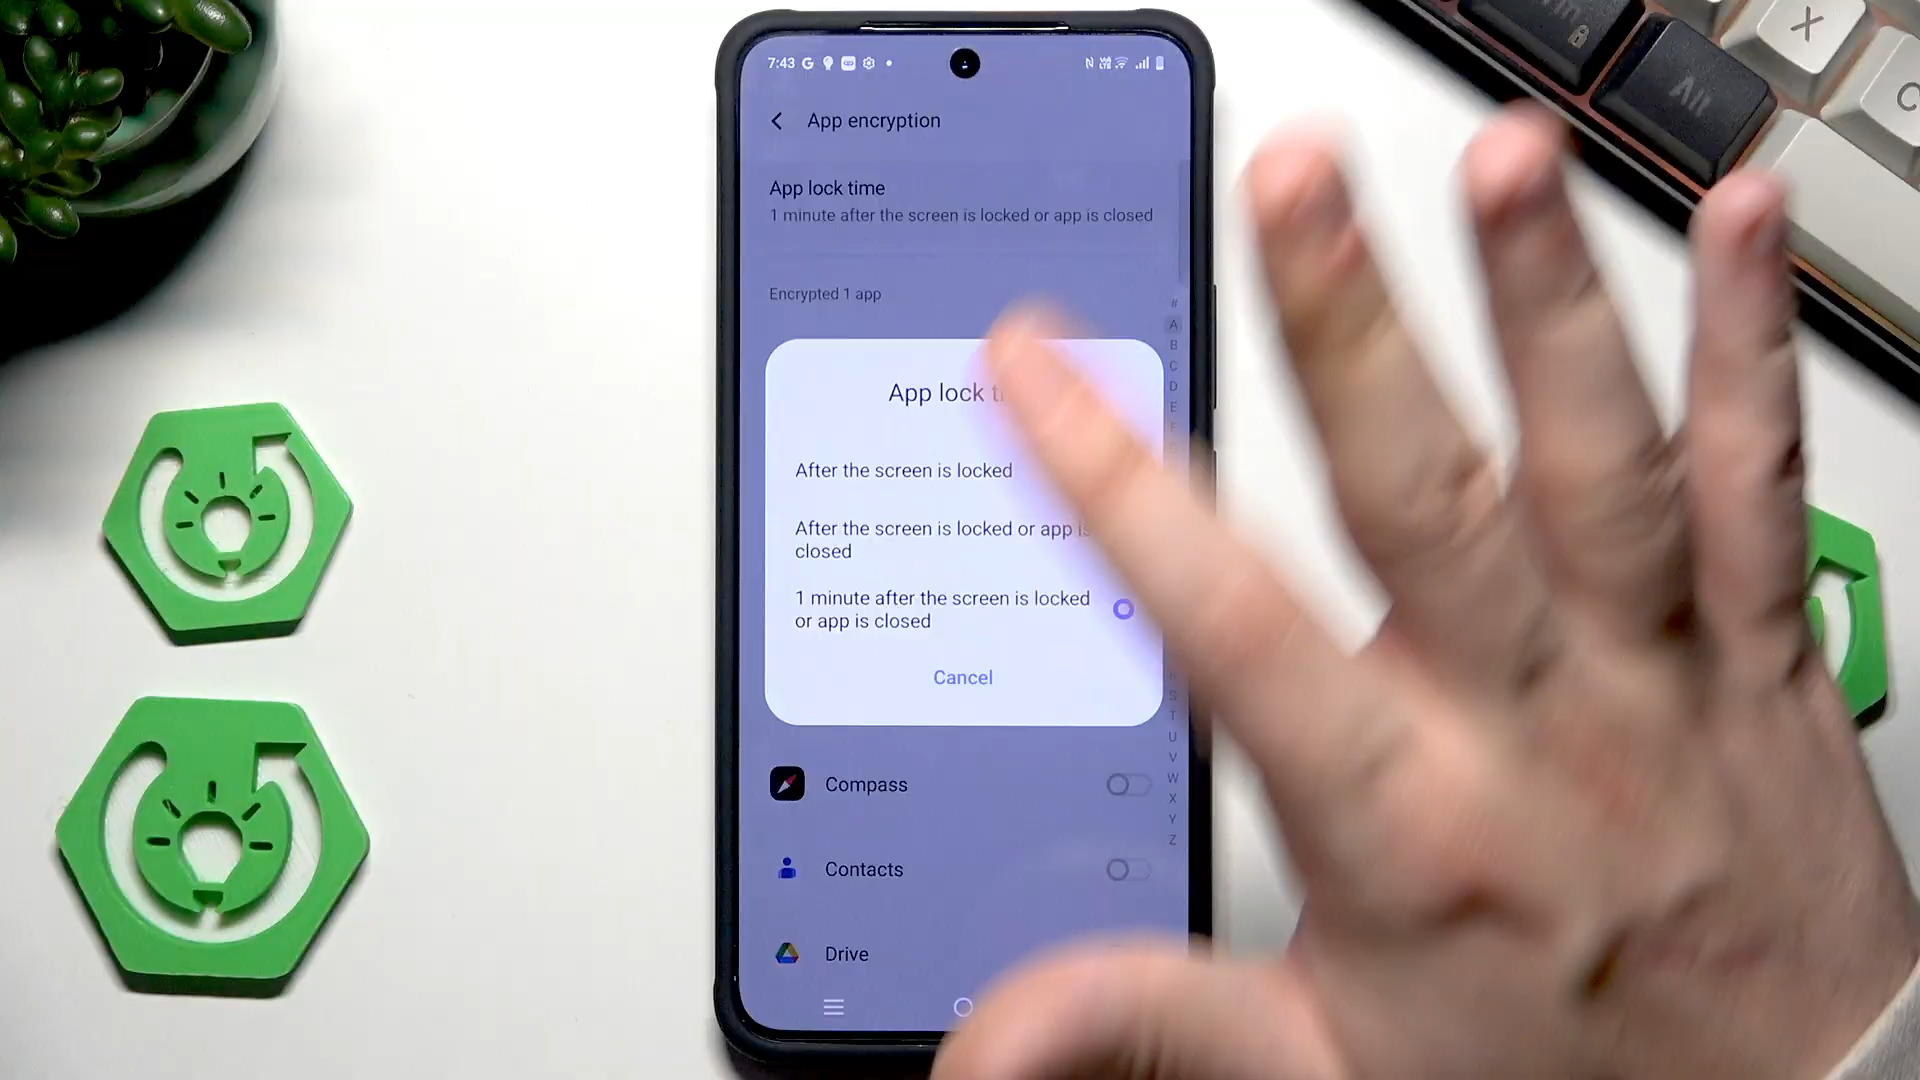 7:43
App encryption
App lock time
1 minute after the screen is locked or app is closed
Encrypted 1 app
#
A
B
C
D
E
App lock
After the screen is locked
After the screen is locked or app is
closed
1 minute after the screen is locked
or app is closed
Cancel
S
T
U
V
W
X
Y
Z
Compass
Contacts
Drive
Alt
X
C